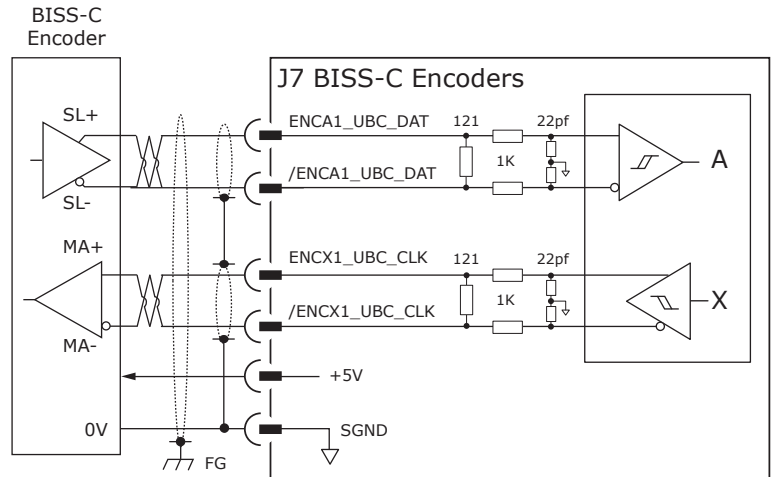 BISS-C
Encoder
J7 BISS-C Encoders
SL+
ENCA1_UBC_DAT
121
22pf
1K
A
/ENCA1_UBC_DAT
SL-
MA+
ENCX1_UBC_CLK
121
22pf
1K
X
/ENCX1_UBC_CLK
MA-
+5V
0V
SGND
FG